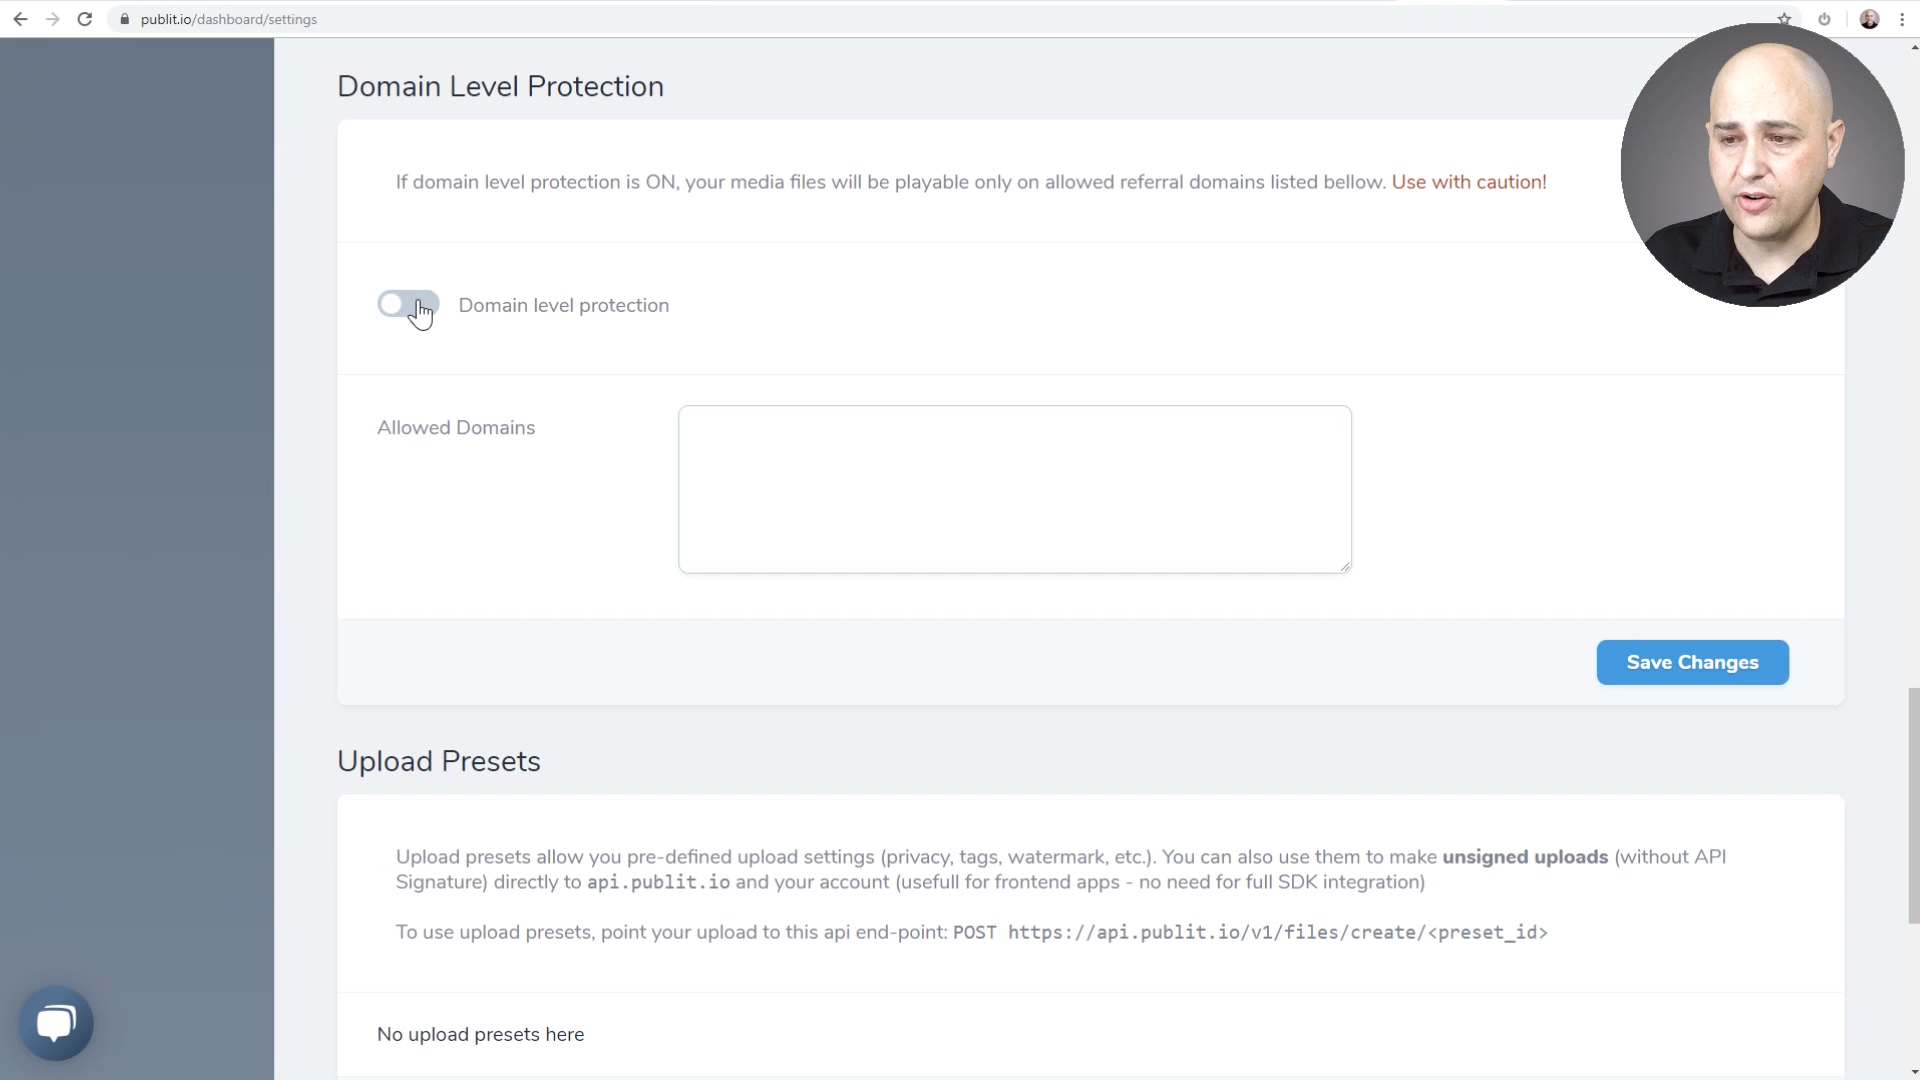 publit.io/dashboard/settings
Domain Level Protection
If domain level protection is ON, your media files will be playable only on allowed referral domains listed bellow. Use with caution!
Domain level protection
Allowed Domains
Save Changes
Upload Presets
Upload presets allow you pre-defined upload settings (privacy, tags, watermark, etc.). You can also use them to make unsigned uploads (without API
Signature) directly to api.publit.io and your account (usefull for frontend apps - no need for full SDK integration)
To use upload presets, point your upload to this api end-point: POST https://api.publit.io/v1/files/create/<preset_id>
No upload presets here